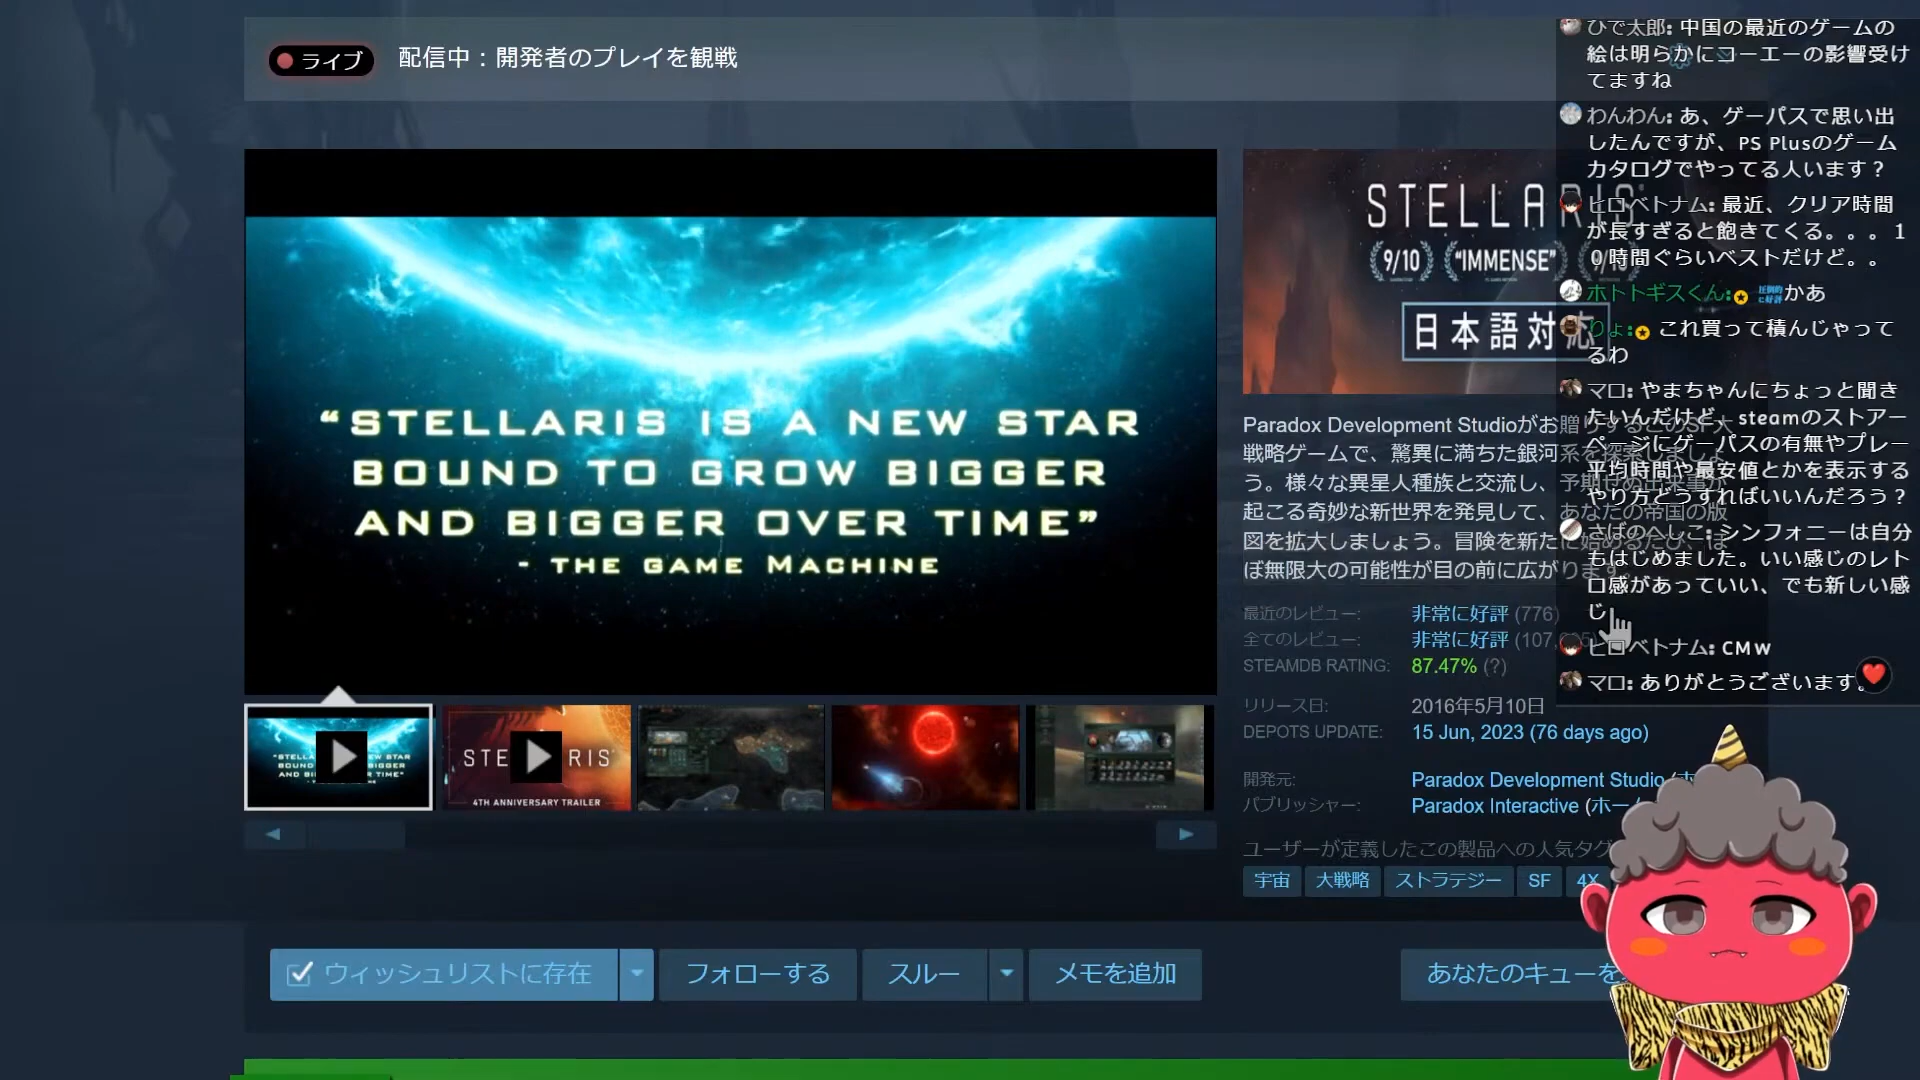 ライブ
配信中：開発者のプレイを観戦
“STELLARIS IS A NEW STAR
BOUND TO GROW BIGGER
AND BIGGER OVER TIME”
- THE GAME MACHINE
STELLARIS
4TH ANNIVERSARY TRAILER
STELLARIS
9/10
“IMMENSE”
日本語対応
Paradox Development Studioがお贈りするこのSF大
戦略ゲームで、驚異に満ちた銀河系を探索しましょ
う。様々な異星人種族と交流し、予期せぬ出来事が
起こる奇妙な新世界を発見して、あなたの帝国の版
図を拡大しましょう。冒険を新たに始めるたび、ほ
ぼ無限大の可能性が目の前に広がります。
最近のレビュー: 非常に好評 (776)
全てのレビュー: 非常に好評 (107,
STEAMDB RATING: 87.47% (?)
リリース日: 2016年5月10日
DEPOTS UPDATE: 15 Jun, 2023 (76 days ago)
開発元: Paradox Development Studio
パブリッシャー: Paradox Interactive (ホーム
ユーザーが定義したこの製品への人気タグ
宇宙 大戦略 ストラテジー SF 4X
ウィッシュリストに存在
フォローする
スルー
メモを追加
あなたのキューを
ひで太郎: 中国の最近のゲームの
絵は明らかにコーエーの影響受け
てますね
わんわん: あ、ゲーパスで思い出
したんですが、PS Plusのゲーム
カタログでやってる人います？
ヒロベトナム: 最近、クリア時間
が長すぎると飽きてくる。。。１
０時間ぐらいベストだけど。。
ホトトギスくん: 圧倒的に好評かあ
りょ: これ買って積んじゃって
るわ
マロ: やまちゃんにちょっと聞き
たいんだけど、steamのストアー
ページにゲーパスの有無やプレー
平均時間や最安値とかを表示する
やり方どうすればいいんだろう？
さばのへしこ: シンフォニーは自分
もはじめました。いい感じのレト
ロ感があっていい、でも新しい感
じ
ヒロベトナム: CMw
マロ: ありがとうございます。